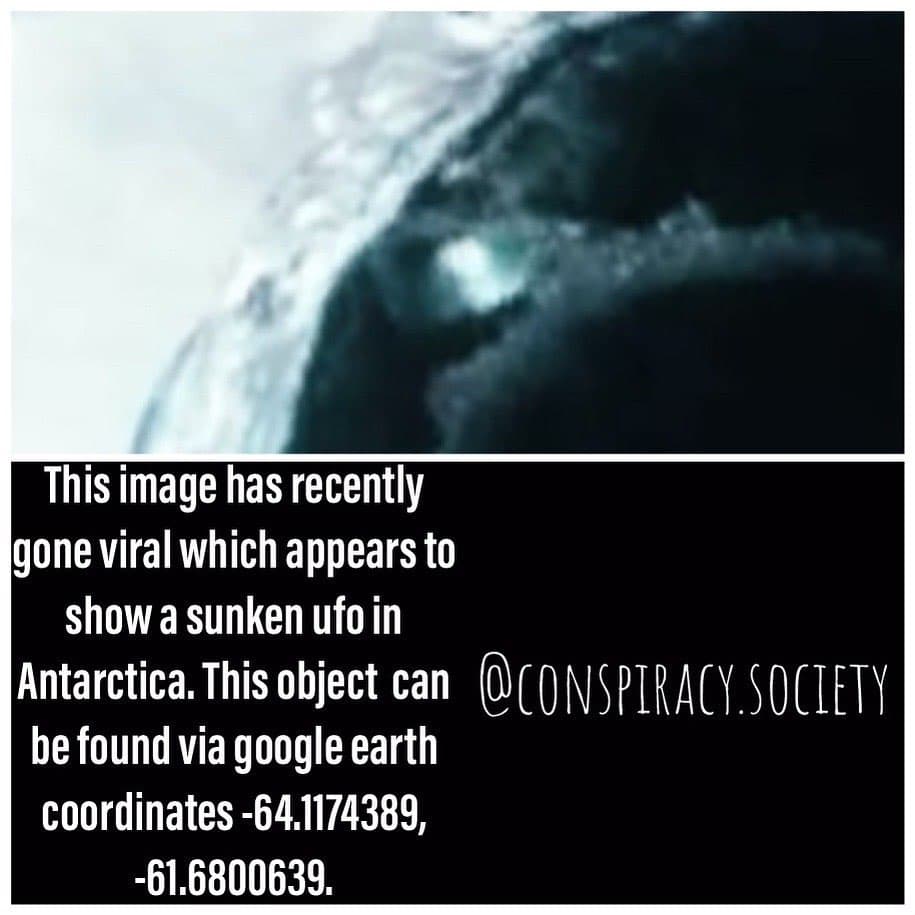 This image has recently
gone viral which appears to
show a sunken ufo in
Antarctica. This object can
be found via google earth
coordinates -64.1174389,
-61.6800639.
@CONSPIRACY.SOCIETY